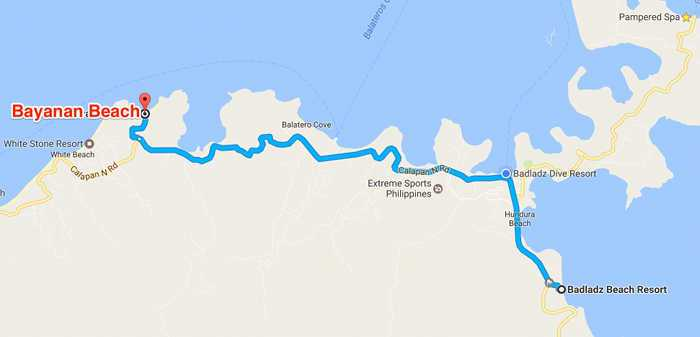 Balateros C
Pampered Spa
Bayanan Beach
White Stone Resort
White Beach
Calapan N Rd
Balatero Cove
Calapan N Rd
Extreme Sports
Philippines
Badladz Dive Resort
Hundura
Beach
Badladz Beach Resort